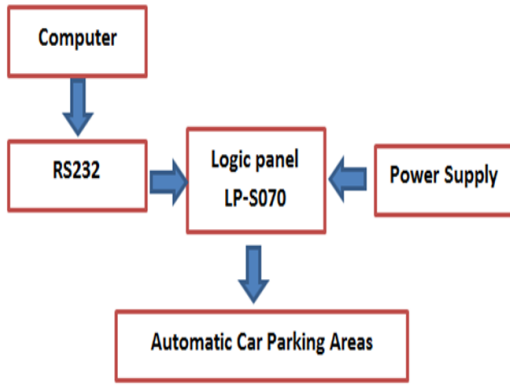 Computer
RS232
Logic panel
LP-S070
Power Supply
Automatic Car Parking Areas